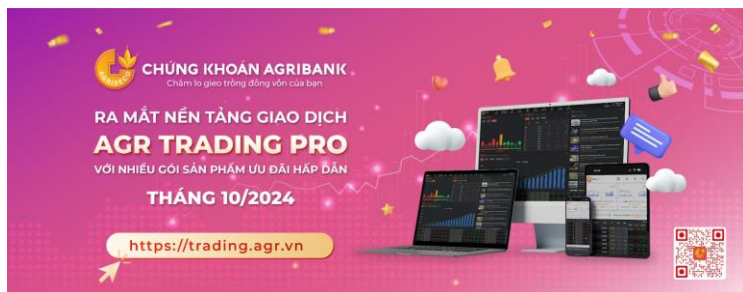 AGRISECO
CHỨNG KHOÁN AGRIBANK
Chăm lo gieo trồng đồng vốn của bạn
RA MẮT NỀN TẢNG GIAO DỊCH
AGR TRADING PRO
VỚI NHIỀU GÓI SẢN PHẨM ƯU ĐÃI HẤP DẪN
THÁNG 10/2024
https://trading.agr.vn